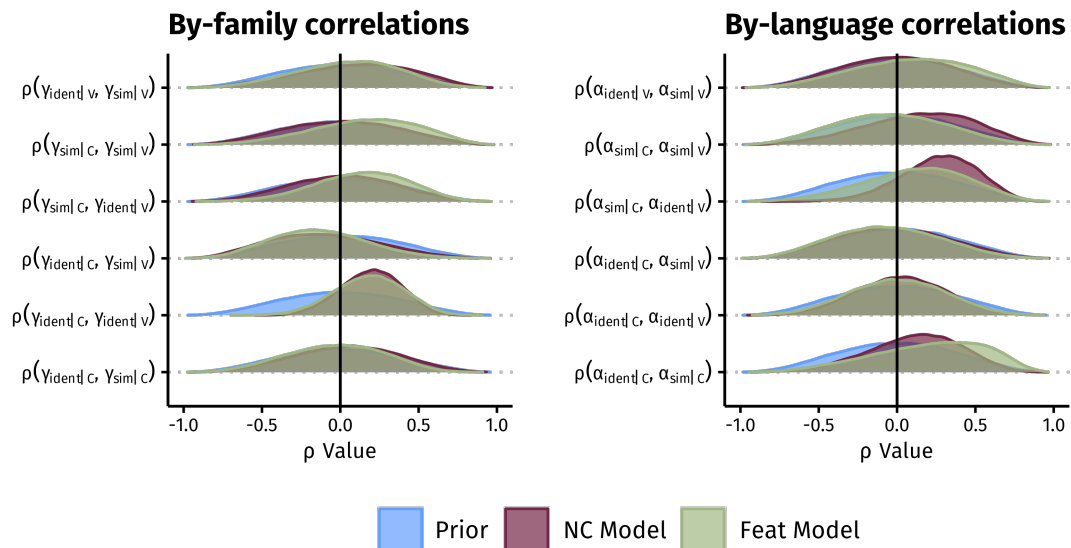 By-family correlations
ρ(γident| V, γsim| V)
ρ(γsim| C, γsim| V)
ρ(γsim| C, γident| V)
ρ(γident| C, γsim| V)
ρ(γident| C, γident| V)
ρ(γident| C, γsim| C)
-1.0 -0.5 0.0 0.5 1.0
ρ Value
By-language correlations
ρ(αident| V, αsim| V)
ρ(αsim| C, αsim| V)
ρ(αsim| C, αident| V)
ρ(αident| C, αsim| V)
ρ(αident| C, αident| V)
ρ(αident| C, αsim| C)
-1.0 -0.5 0.0 0.5 1.0
ρ Value
Prior NC Model Feat Model